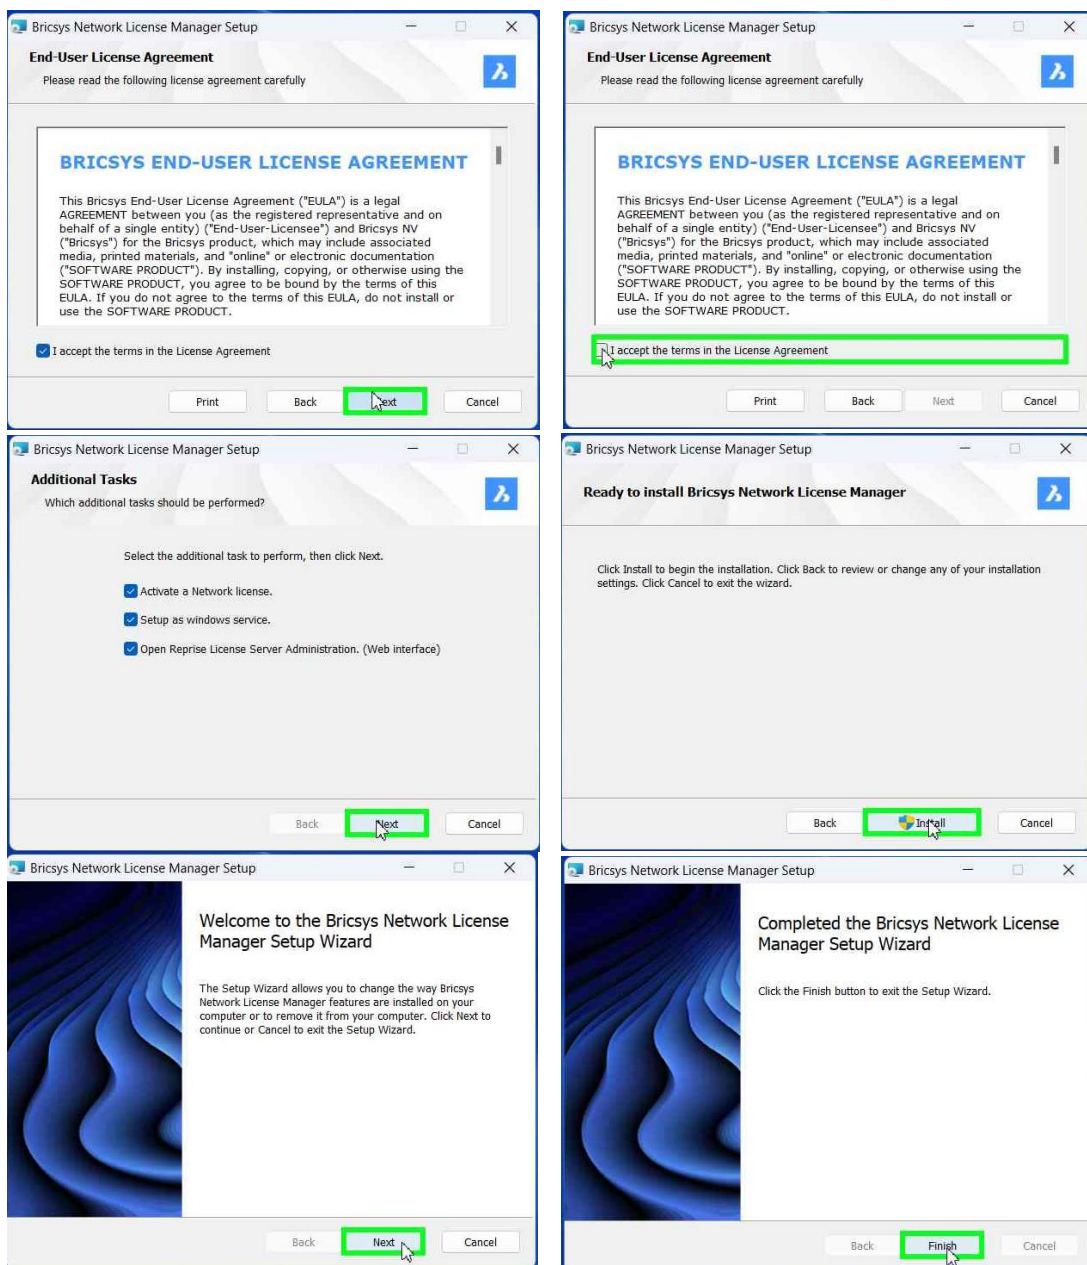 Bricsys Network License Manager Setup
End-User License Agreement
Please read the following license agreement carefully
BRICSYS END-USER LICENSE AGREEMENT
This Bricsys End-User License Agreement ("EULA") is a legal
AGREEMENT between you (as the registered representative and on
behalf of a single entity) ("End-User-Licensee") and Bricsys NV
("Bricsys") for the Bricsys product, which may include associated
media, printed materials, and "online" or electronic documentation
("SOFTWARE PRODUCT"). By installing, copying, or otherwise using the
SOFTWARE PRODUCT, you agree to be bound by the terms of this
EULA. If you do not agree to the terms of this EULA, do not install or
use the SOFTWARE PRODUCT.
I accept the terms in the License Agreement
Print Back Next Cancel
Bricsys Network License Manager Setup
End-User License Agreement
Please read the following license agreement carefully
BRICSYS END-USER LICENSE AGREEMENT
This Bricsys End-User License Agreement ("EULA") is a legal
AGREEMENT between you (as the registered representative and on
behalf of a single entity) ("End-User-Licensee") and Bricsys NV
("Bricsys") for the Bricsys product, which may include associated
media, printed materials, and "online" or electronic documentation
("SOFTWARE PRODUCT"). By installing, copying, or otherwise using the
SOFTWARE PRODUCT, you agree to be bound by the terms of this
EULA. If you do not agree to the terms of this EULA, do not install or
use the SOFTWARE PRODUCT.
I accept the terms in the License Agreement
Print Back Next Cancel
Bricsys Network License Manager Setup
Additional Tasks
Which additional tasks should be performed?
Select the additional task to perform, then click Next.
Activate a Network license.
Setup as windows service.
Open Reprise License Server Administration. (Web interface)
Back Next Cancel
Bricsys Network License Manager Setup
Ready to install Bricsys Network License Manager
Click Install to begin the installation. Click Back to review or change any of your installation
settings. Click Cancel to exit the wizard.
Back Install Cancel
Bricsys Network License Manager Setup
Welcome to the Bricsys Network License
Manager Setup Wizard
The Setup Wizard allows you to change the way Bricsys
Network License Manager features are installed on your
computer or to remove it from your computer. Click Next to
continue or Cancel to exit the Setup Wizard.
Back Next Cancel
Bricsys Network License Manager Setup
Completed the Bricsys Network License
Manager Setup Wizard
Click the Finish button to exit the Setup Wizard.
Back Finish Cancel